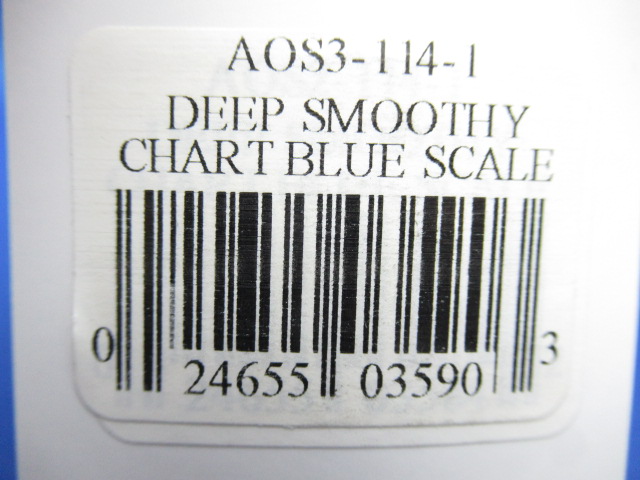 AOS3-114-1
DEEP SMOOTHY
CHART BLUE SCALE
0 24655 03590 3